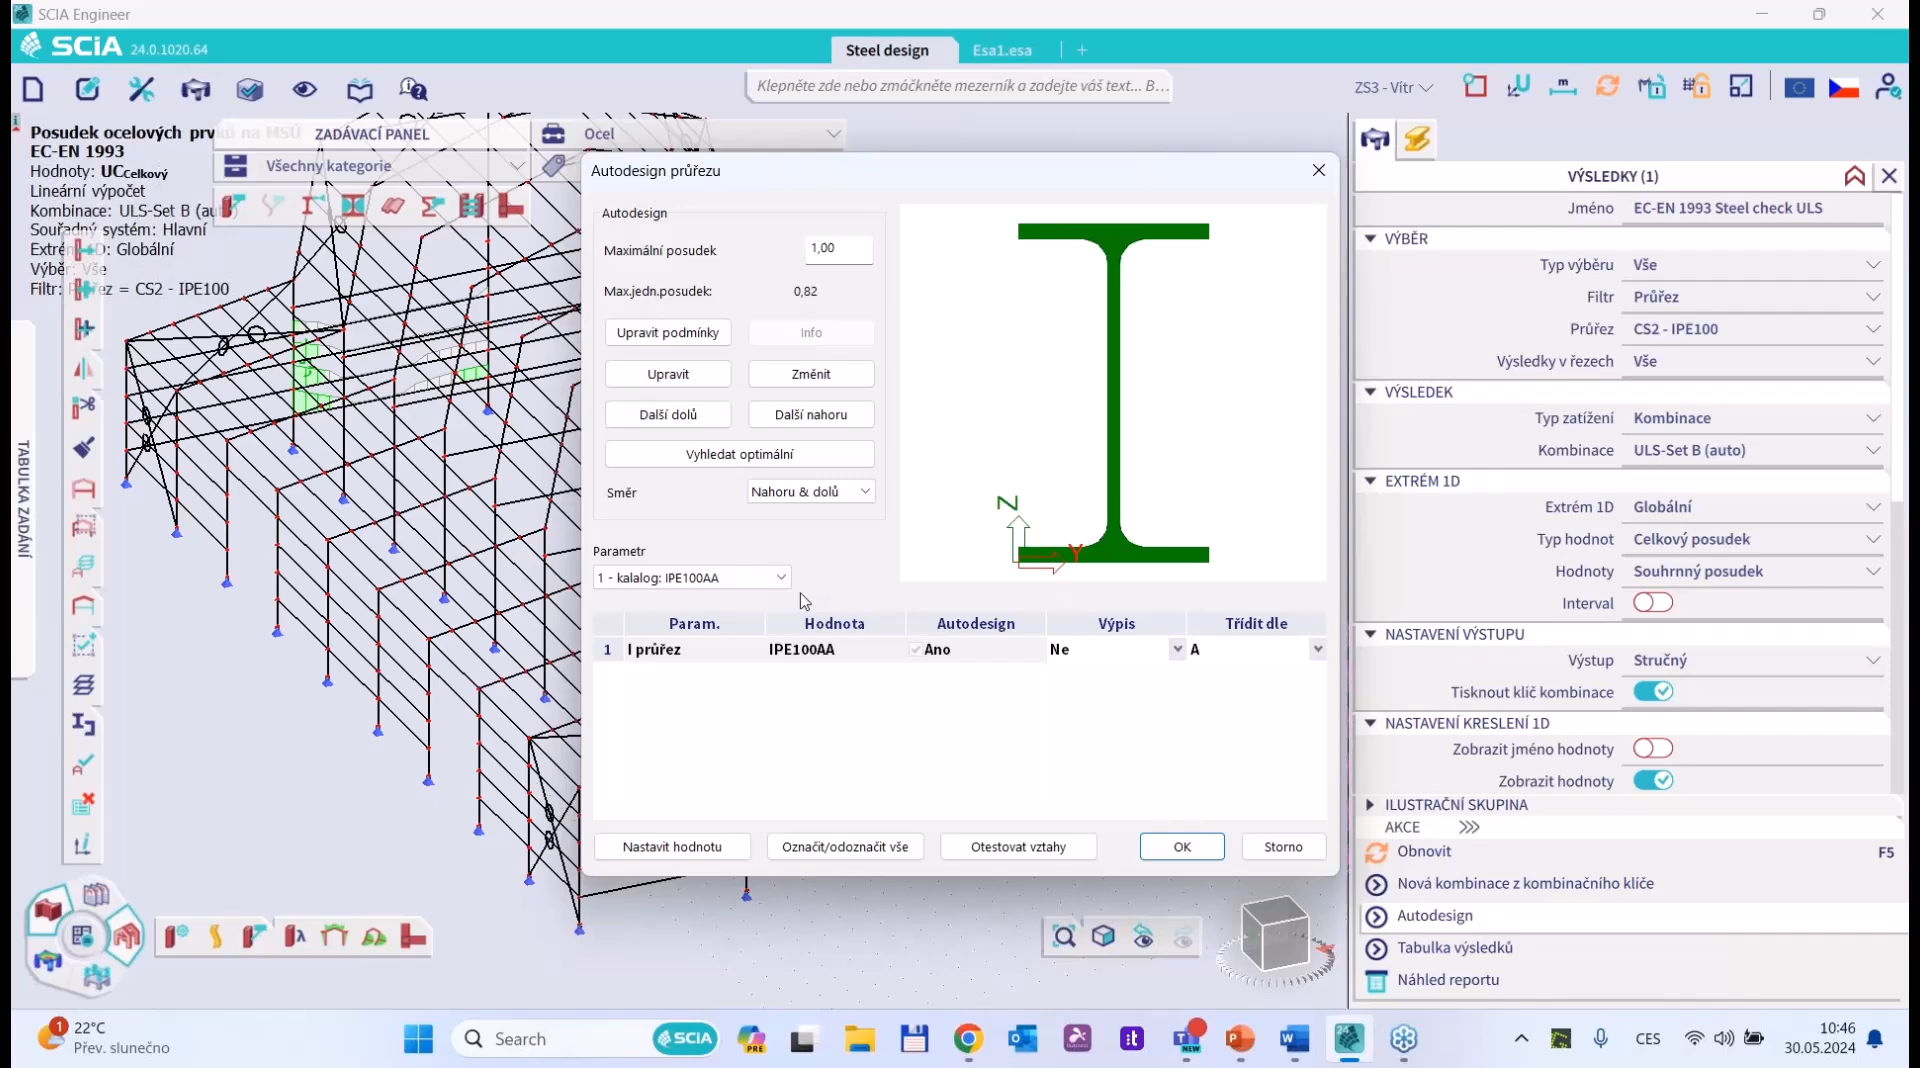 SCIA Engineer
SCIA 24.0.1020.64
Steel design
Esa1.esa
Klepněte zde nebo zmáčkněte mezerník a zadejte váš text... B...
ZS3 - Vítr
Posudek ocelových prvků na MSÚ
EC-EN 1993
Hodnoty: UCCelkový
Lineární výpočet
Kombinace: ULS-Set B (au
Souřadný systém: Hlavní
Extrém 1D: Globální
Výběr: Vše
Filtr: Průřez = CS2 - IPE100
ZADÁVACÍ PANEL
Ocel
Všechny kategorie
TABULKA ZADÁNÍ
Autodesign průřezu
Autodesign
Maximální posudek
1,00
Max.jedn.posudek:
0,82
Upravit podmínky
Info
Upravit
Změnit
Další dolů
Další nahoru
Vyhledat optimální
Směr
Nahoru & dolů
Parametr
1 - kalalog: IPE100AA
Z
Y
Param.
Hodnota
Autodesign
Výpis
Třídit dle
1
I průřez
IPE100AA
Ano
Ne
A
Nastavit hodnotu
Označit/odoznačit vše
Otestovat vztahy
OK
Storno
VÝSLEDKY (1)
Jméno
EC-EN 1993 Steel check ULS
VÝBĚR
Typ výběru
Vše
Filtr
Průřez
Průřez
CS2 - IPE100
Výsledky v řezech
Vše
VÝSLEDEK
Typ zatížení
Kombinace
Kombinace
ULS-Set B (auto)
EXTRÉM 1D
Extrém 1D
Globální
Typ hodnot
Celkový posudek
Hodnoty
Souhrnný posudek
Interval
NASTAVENÍ VÝSTUPU
Výstup
Stručný
Tisknout klíč kombinace
NASTAVENÍ KRESLENÍ 1D
Zobrazit jméno hodnoty
Zobrazit hodnoty
ILUSTRAČNÍ SKUPINA
AKCE
Obnovit
F5
Nová kombinace z kombinačního klíče
Autodesign
Tabulka výsledků
Náhled reportu
1
22°C
Přev. slunečno
Search
SCIA
PRE
NEW
CES
10:46
30.05.2024